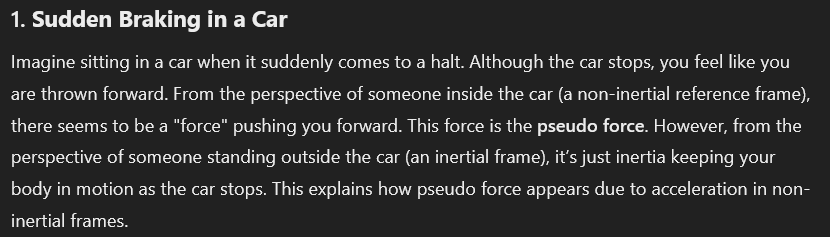 1. Sudden Braking in a Car
Imagine sitting in a car when it suddenly comes to a halt. Although the car stops, you feel like you
are thrown forward. From the perspective of someone inside the car (a non-inertial reference frame),
there seems to be a "force" pushing you forward. This force is the pseudo force. However, from the
perspective of someone standing outside the car (an inertial frame), it's just inertia keeping your
body in motion as the car stops. This explains how pseudo force appears due to acceleration in non-
inertial frames.